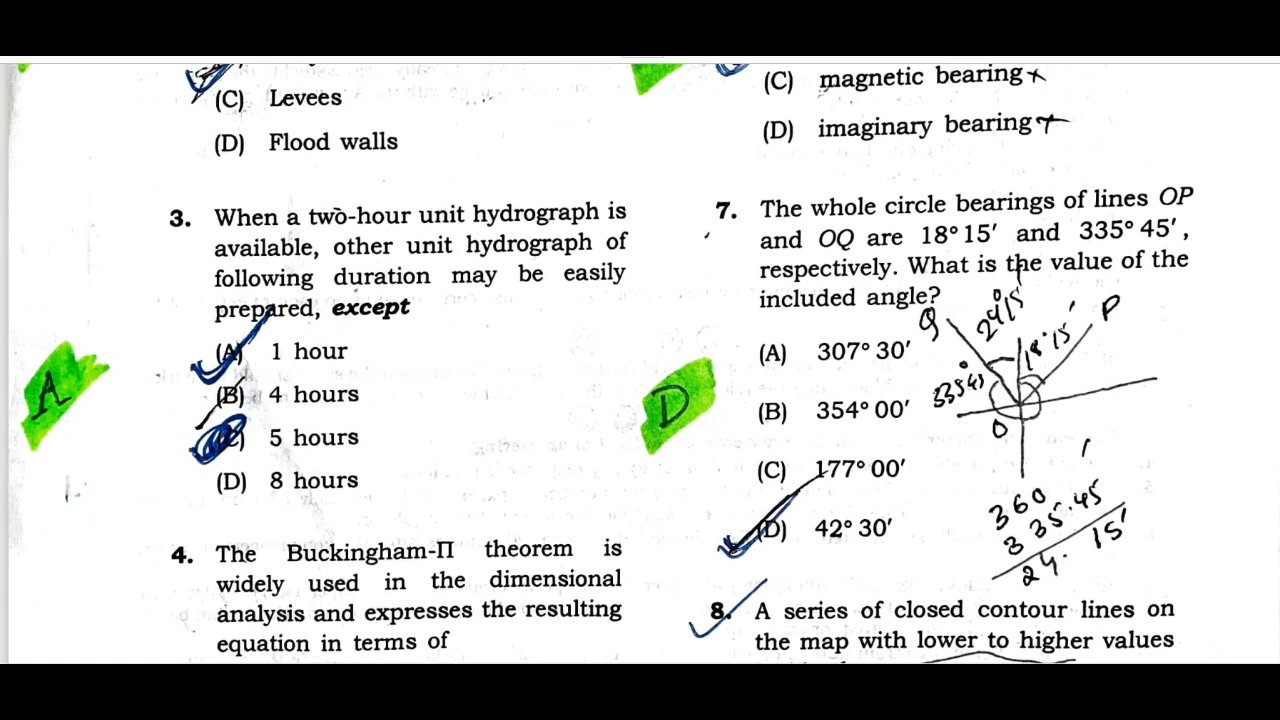 (C) Levees
(D) Flood walls
3. When a two-hour unit hydrograph is
available, other unit hydrograph of
following duration may be easily
prepared, except
(A) 1 hour
(B) 4 hours
(C) 5 hours
(D) 8 hours
A
4. The Buckingham-Π theorem is
widely used in the dimensional
analysis and expresses the resulting
equation in terms of
(C) magnetic bearing ×
(D) imaginary bearing ×
7. The whole circle bearings of lines OP
and OQ are 18° 15′ and 335° 45′,
respectively. What is the value of the
included angle?
(A) 307° 30′
(B) 354° 00′
(C) 177° 00′
(D) 42° 30′
D
Q
24° 15′
18° 15′
P
335° 45
O
360
335.45
24. 15′
8. A series of closed contour lines on
the map with lower to higher values